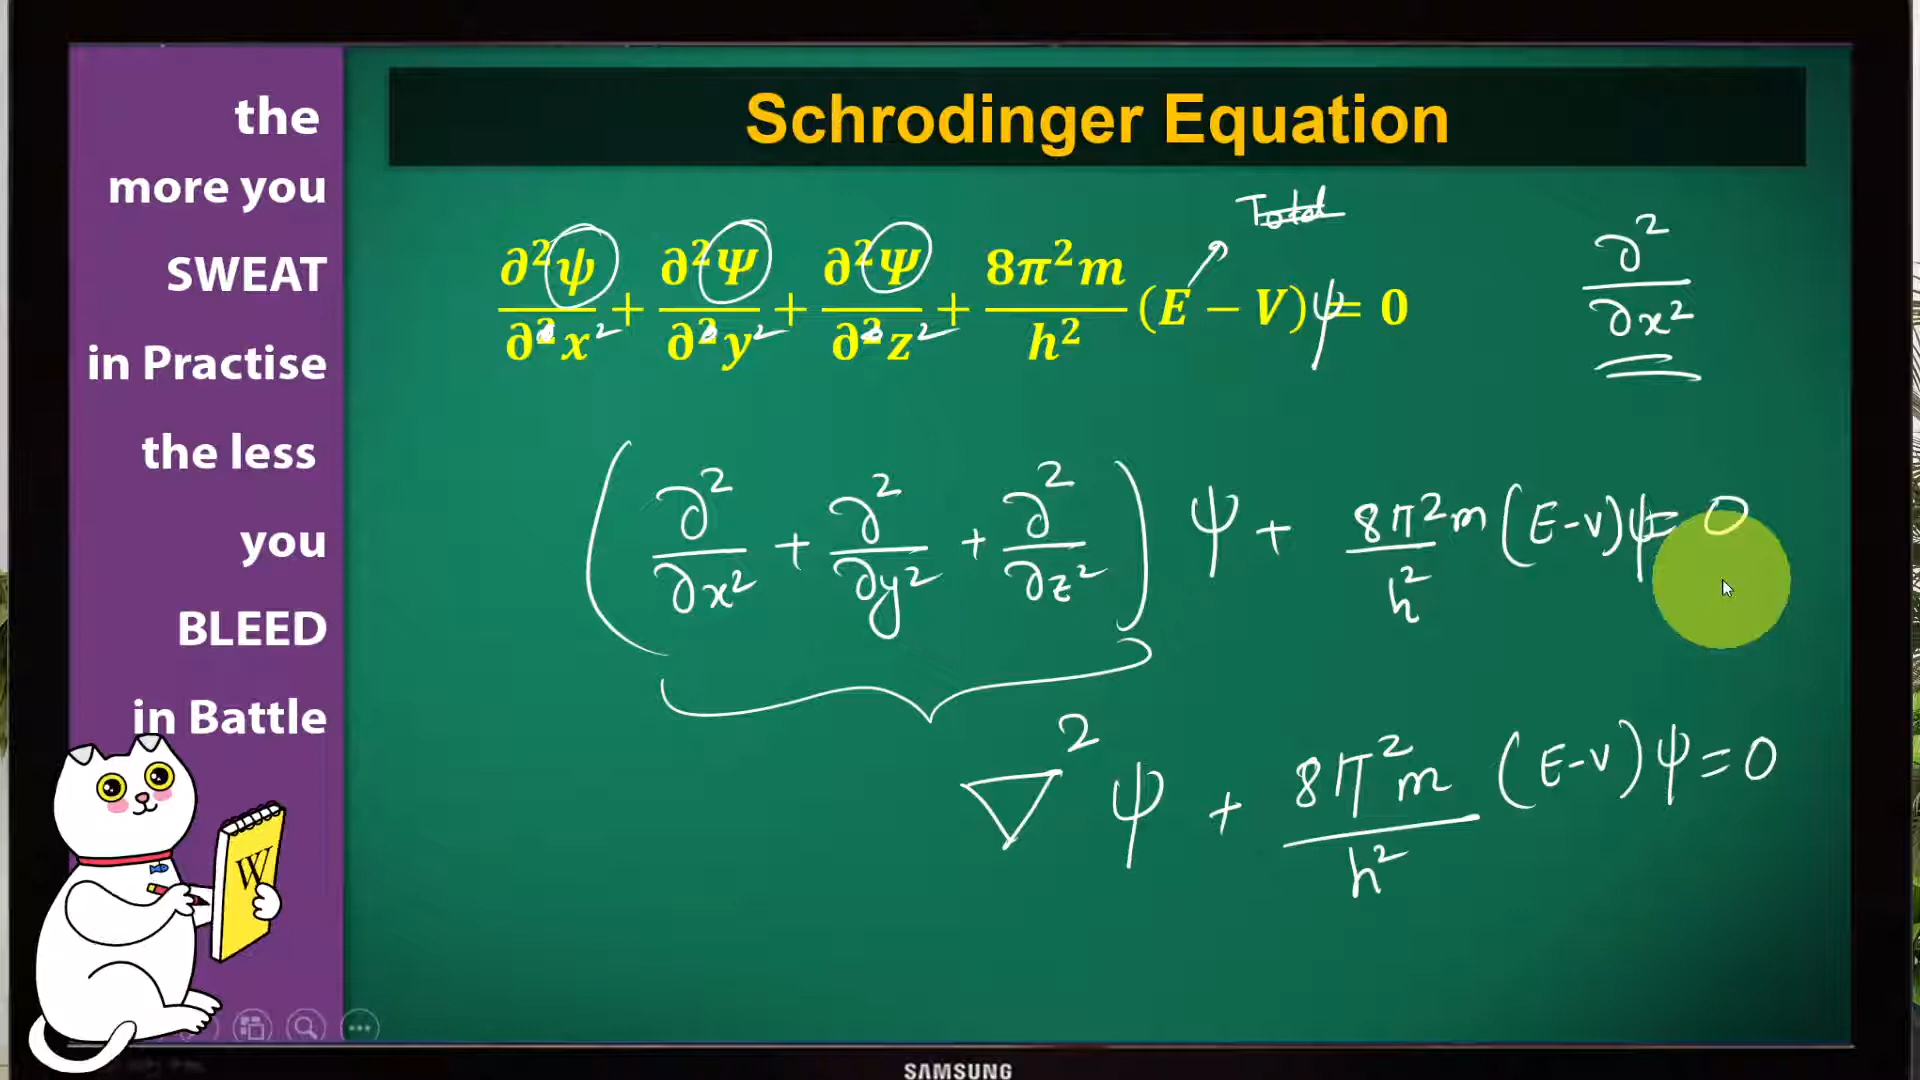 the
more you
SWEAT
in Practise
the less
you
BLEED
in Battle
Schrodinger Equation
Total
∂²ψ/∂²x² + ∂²Ψ/∂²y² + ∂²Ψ/∂²z² + 8π²m/h² (E − V)ψ = 0
∂²/∂x²
(∂²/∂x² + ∂²/∂y² + ∂²/∂z²) ψ + 8π²m/h² (E-V)ψ = 0
∇²ψ + 8π²m/h² (E-V)ψ = 0
W
SAMSUNG